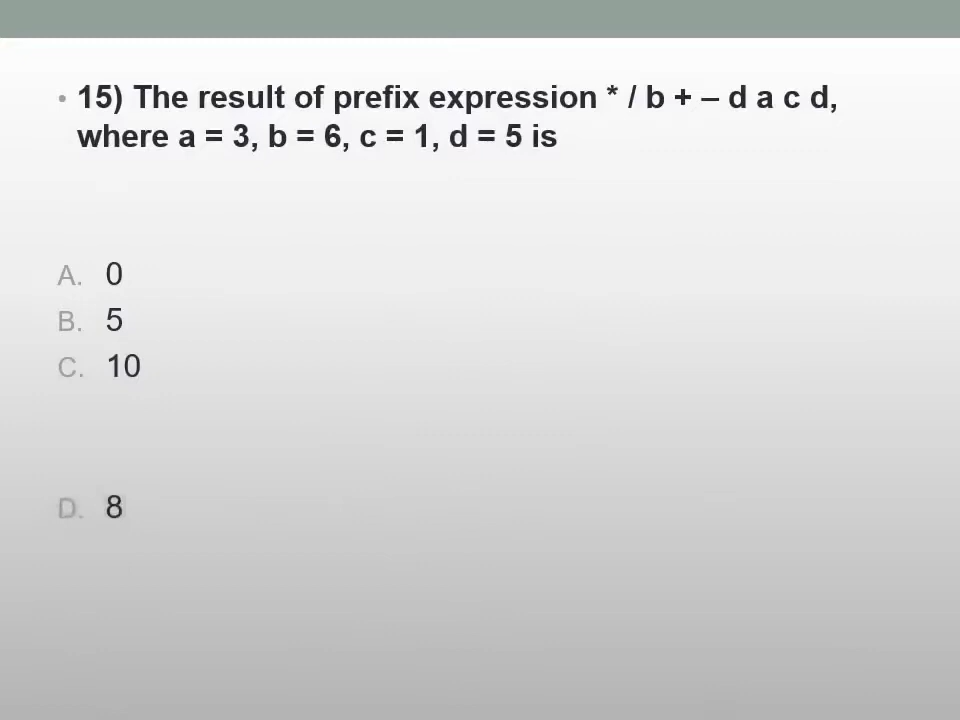 • 15) The result of prefix expression * / b + – d a c d,
where a = 3, b = 6, c = 1, d = 5 is
A. 0
B. 5
C. 10
D. 8